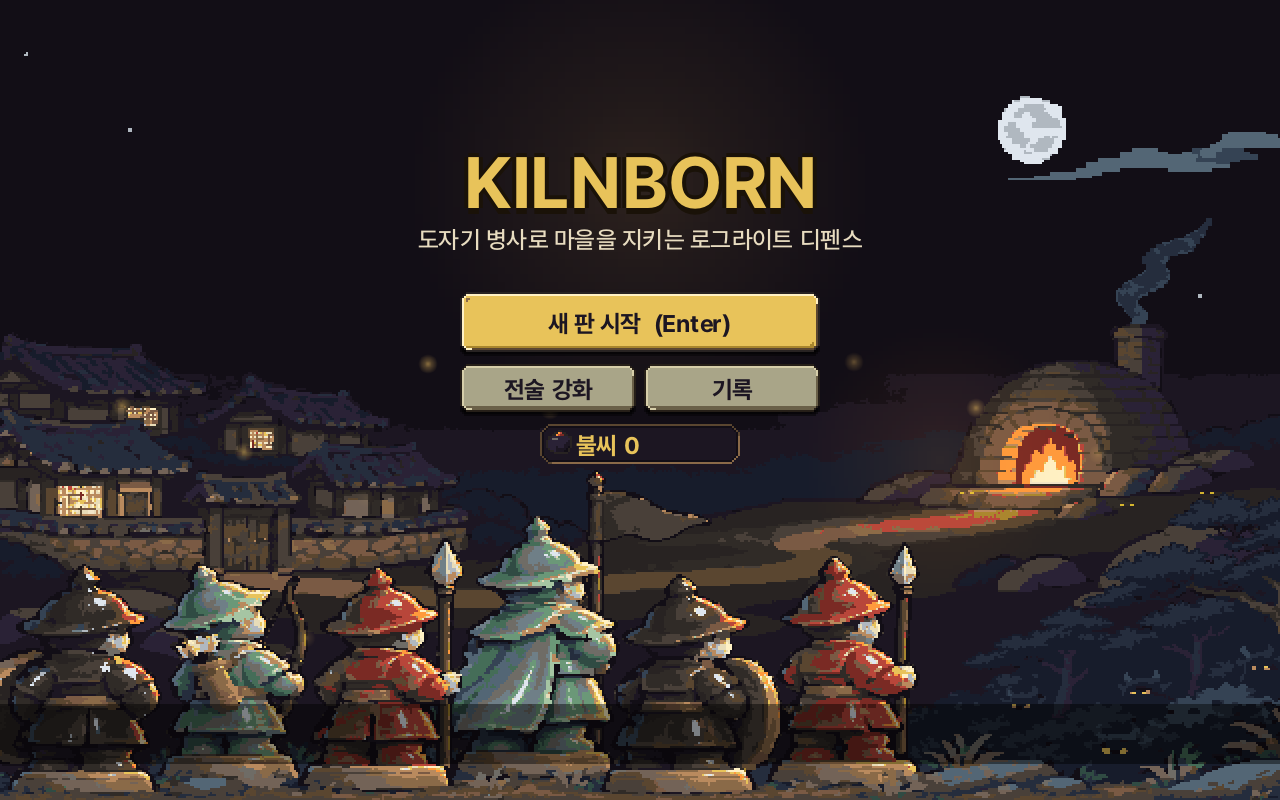 KILNBORN
도자기 병사로 마을을 지키는 로그라이트 디펜스
새 판 시작 (Enter)
전술 강화
기록
불씨 0